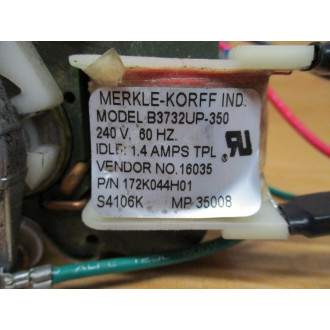 MERKLE-KORFF IND.
MODEL B3732UP-350
240 V. 60 HZ.
IDLE: 1.4 AMPS TPL
VENDOR NO.16035
P/N 172K044H01
S4106K MP 35008